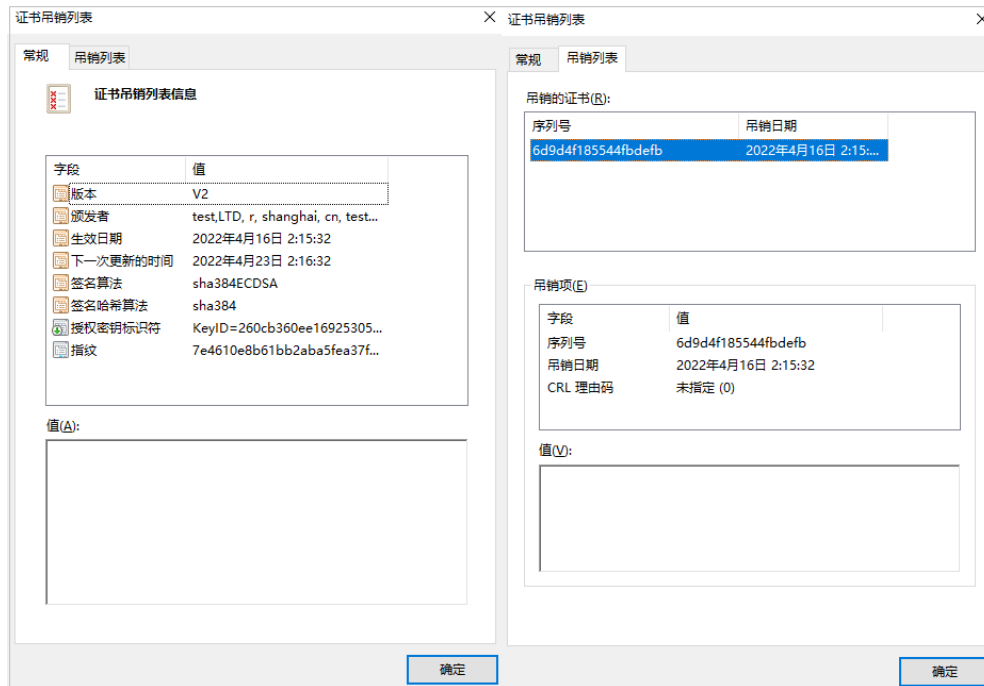 证书吊销列表
常规 吊销列表
证书吊销列表信息
字段 值
版本 V2
颁发者 test,LTD, r, shanghai, cn, test...
生效日期 2022年4月16日 2:15:32
下一次更新的时间 2022年4月23日 2:16:32
签名算法 sha384ECDSA
签名哈希算法 sha384
授权密钥标识符 KeyID=260cb360ee16925305...
指纹 7e4610e8b61bb2aba5fea37f...
值(A):
确定
证书吊销列表
常规 吊销列表
吊销的证书(R):
序列号 吊销日期
6d9d4f185544fbdefb 2022年4月16日 2:15:...
吊销项(E)
字段 值
序列号 6d9d4f185544fbdefb
吊销日期 2022年4月16日 2:15:32
CRL 理由码 未指定 (0)
值(V):
确定